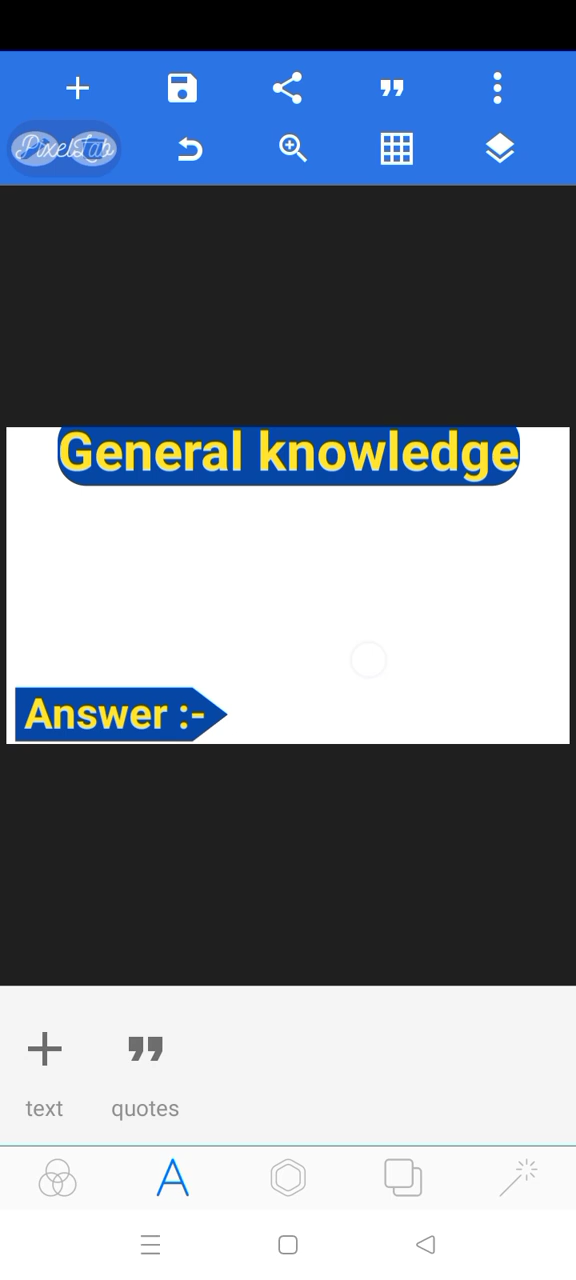 PixelLab
General knowledge
Answer :-
text
quotes